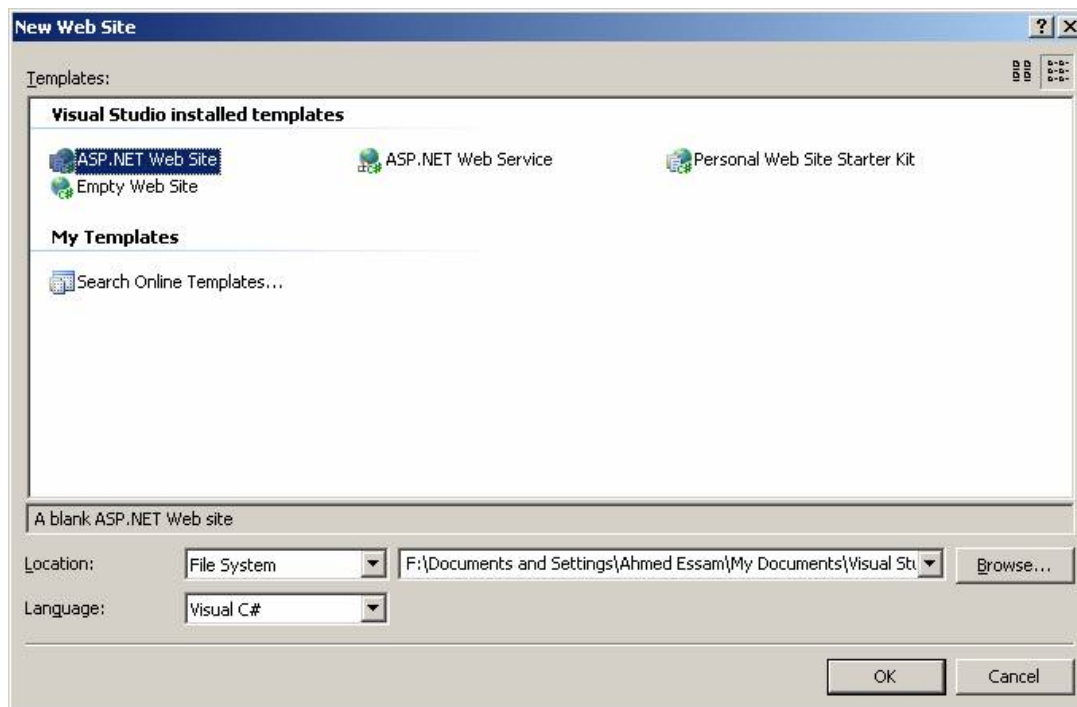 New Web Site
Templates:
Visual Studio installed templates
ASP.NET Web Site
ASP.NET Web Service
Personal Web Site Starter Kit
Empty Web Site
My Templates
Search Online Templates...
A blank ASP.NET Web site
Location:
File System
F:\Documents and Settings\Ahmed Essam\My Documents\Visual Stu
Browse...
Language:
Visual C#
OK
Cancel